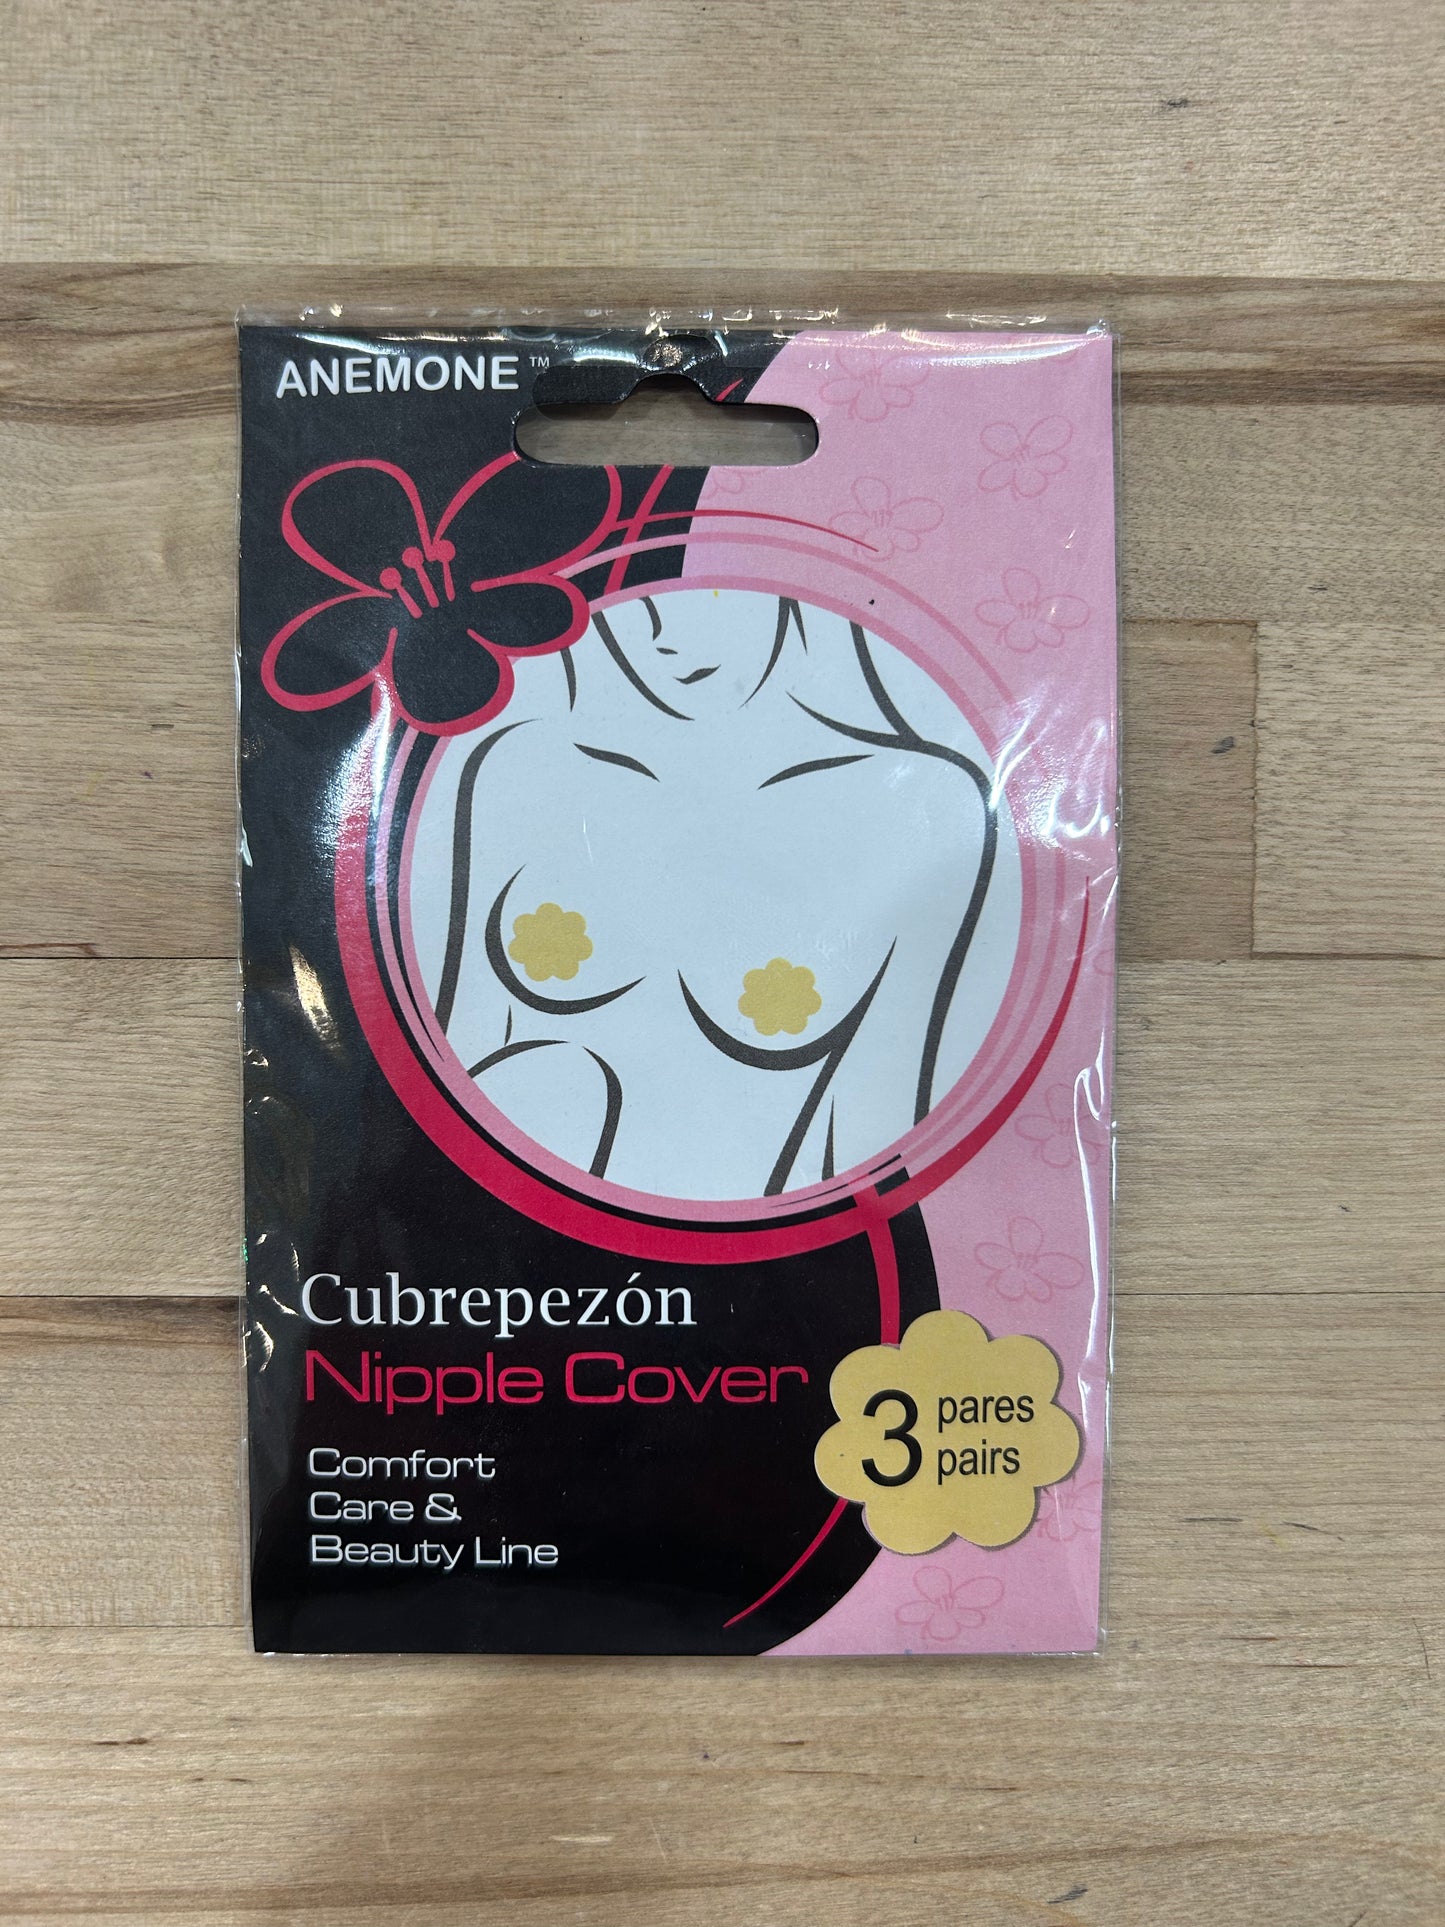 ANEMONE™
Cubrepezón
Nipple Cover
3 pares
pairs
Comfort
Care &
Beauty Line